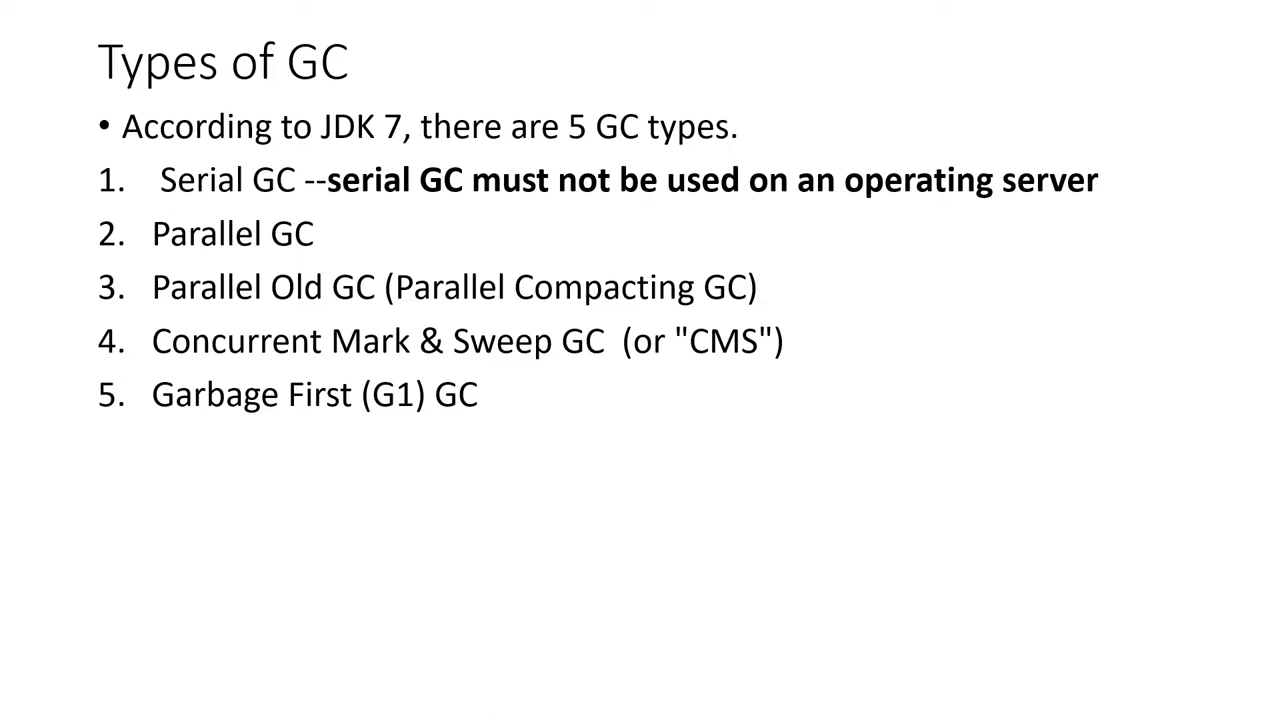 Types of GC
• According to JDK 7, there are 5 GC types.
1. Serial GC --serial GC must not be used on an operating server
2. Parallel GC
3. Parallel Old GC (Parallel Compacting GC)
4. Concurrent Mark & Sweep GC (or "CMS")
5. Garbage First (G1) GC